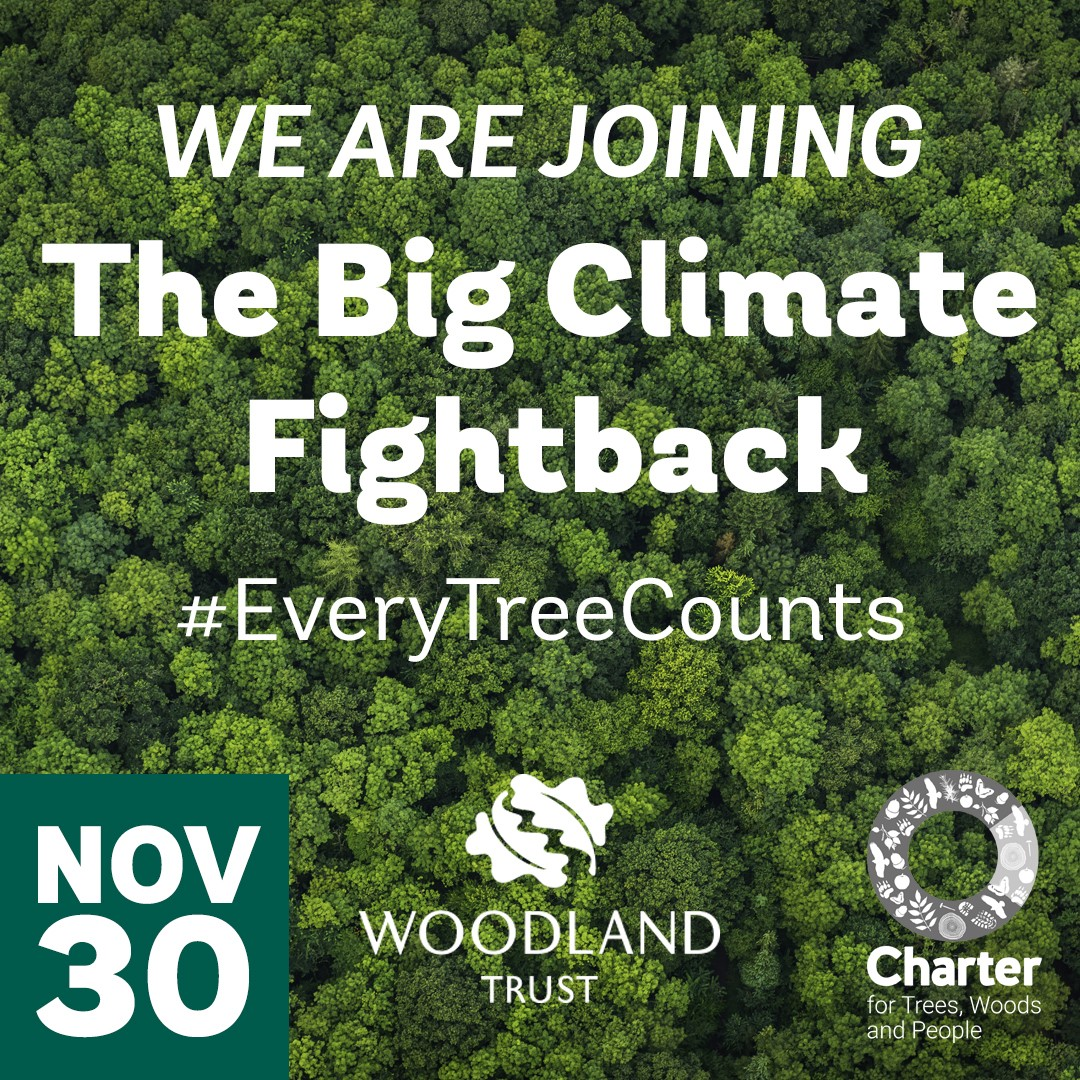 WE ARE JOINING
The Big Climate
Fightback
#EveryTreeCounts
NOV
30
WOODLAND
TRUST
Charter
for Trees, Woods
and People